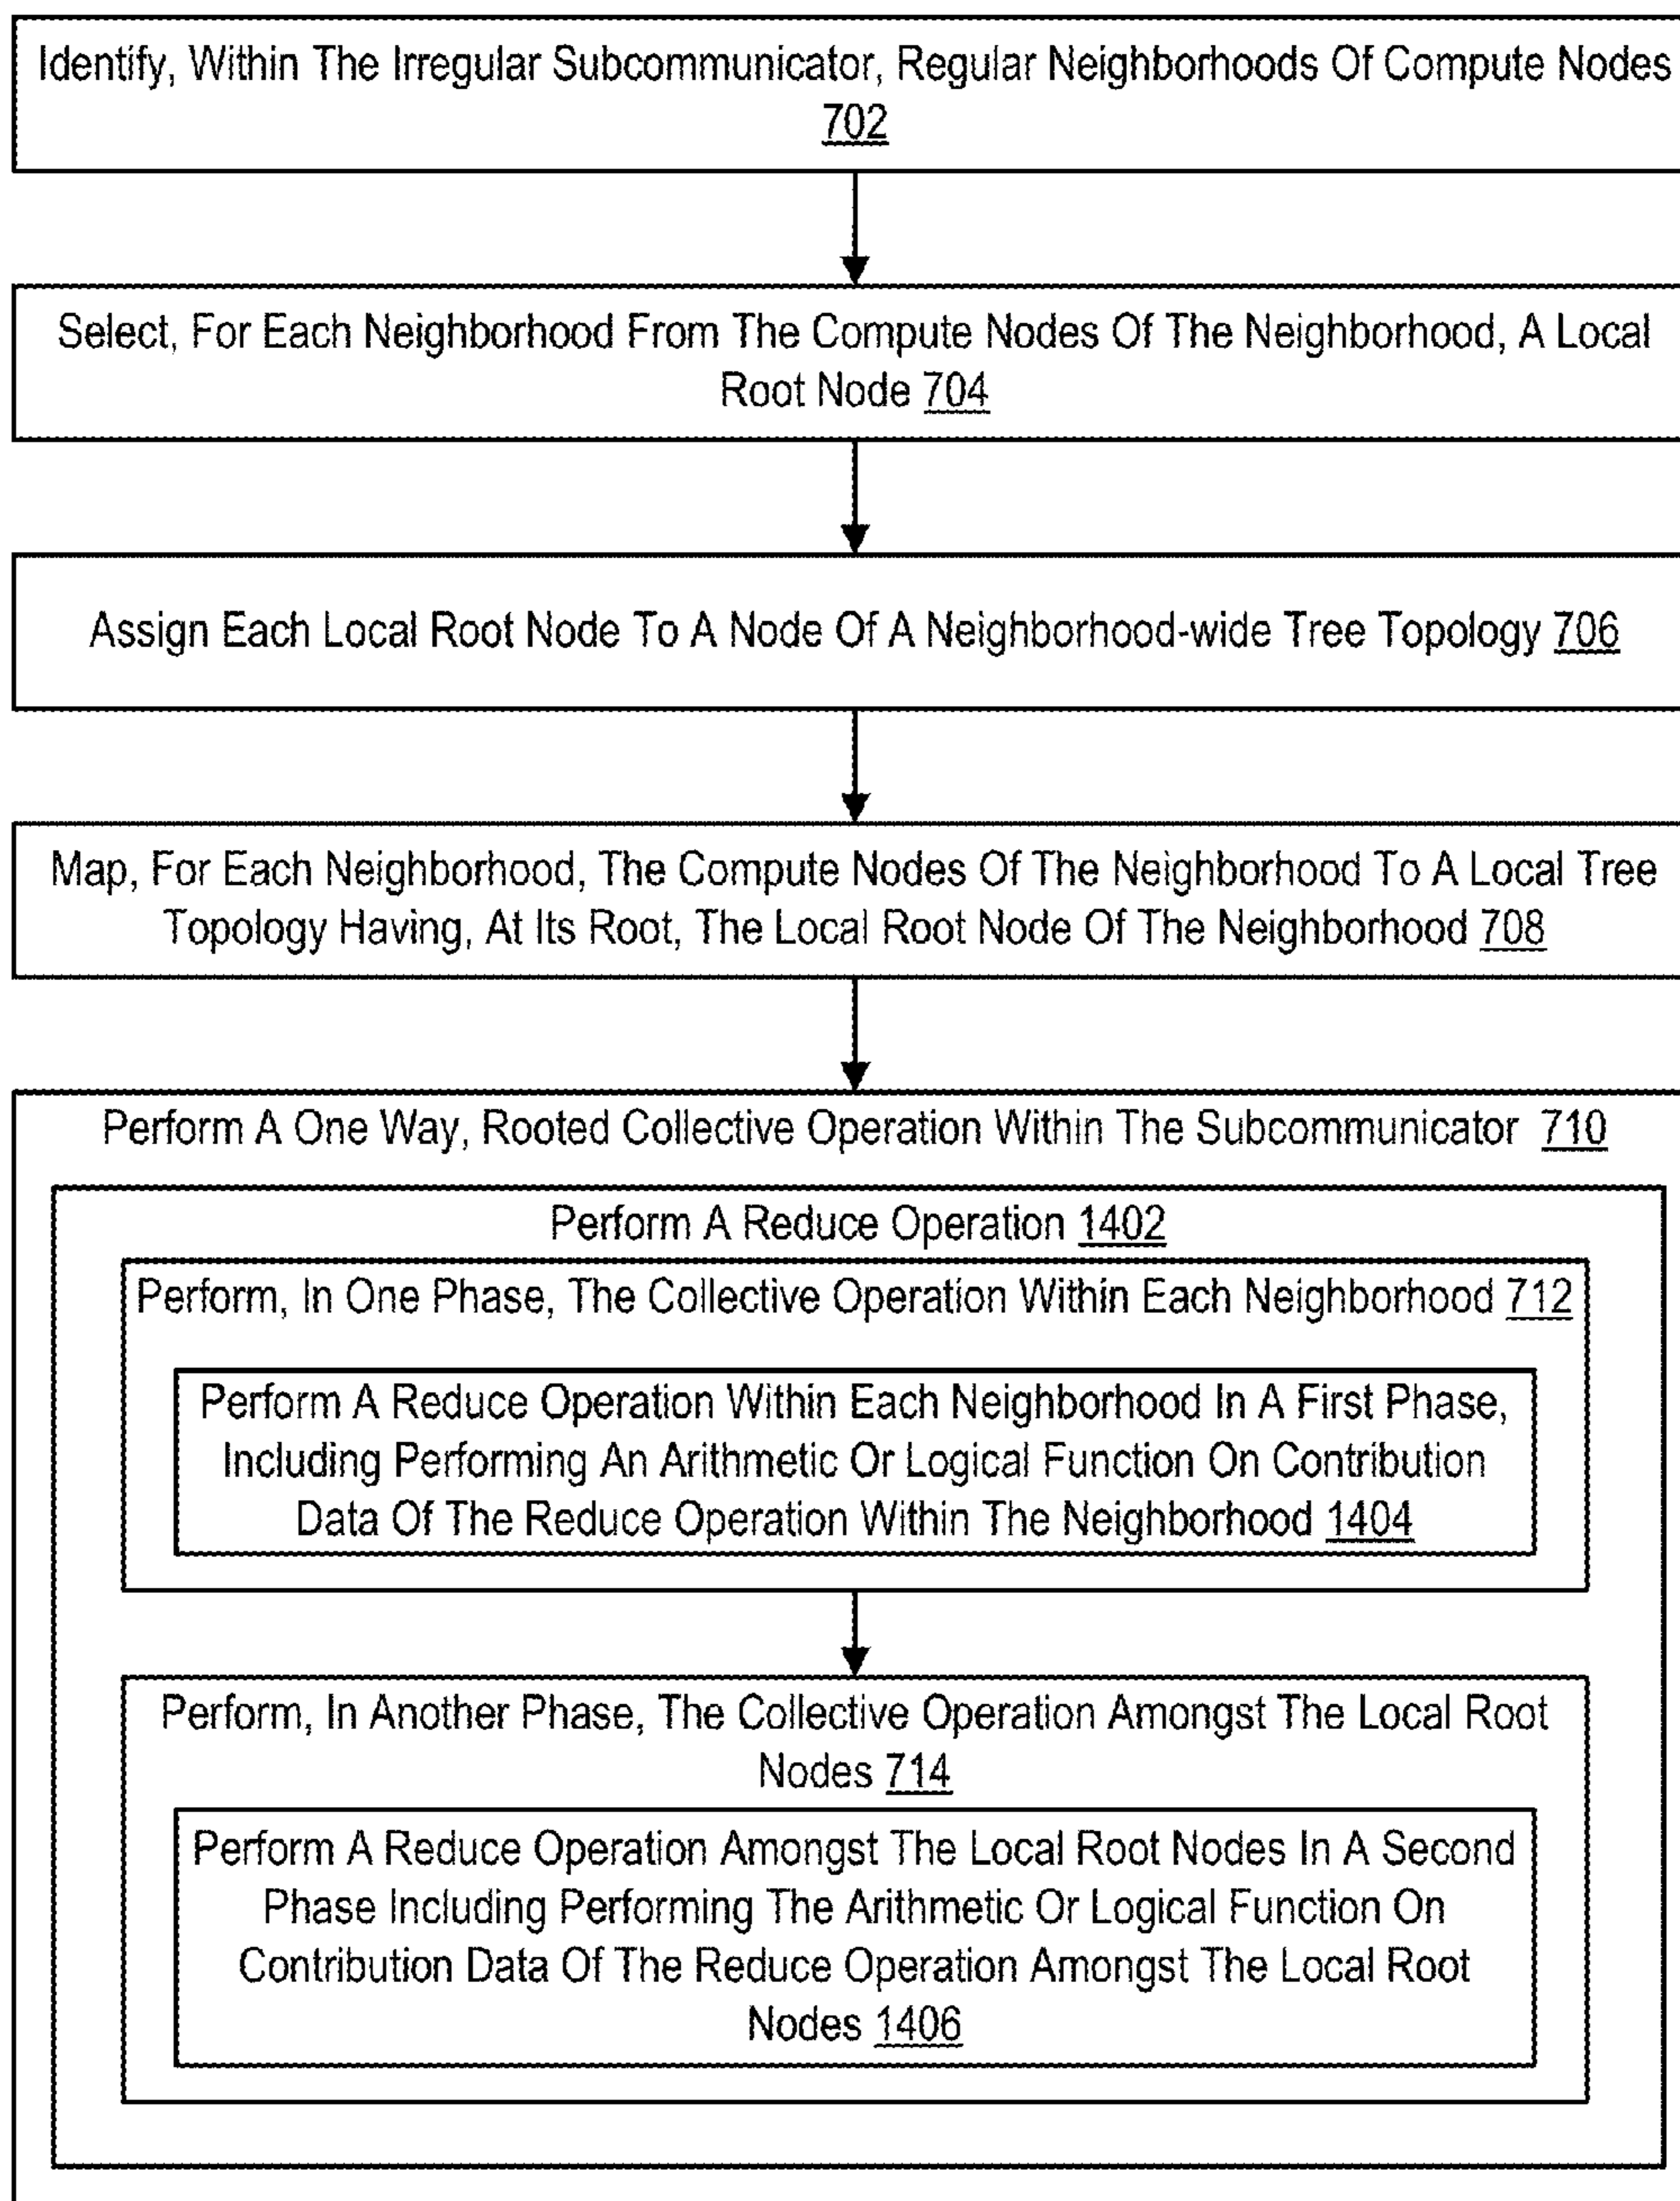 Identify, Within The Irregular Subcommunicator, Regular Neighborhoods Of Compute Nodes
702
Select, For Each Neighborhood From The Compute Nodes Of The Neighborhood, A Local
Root Node 704
Assign Each Local Root Node To A Node Of A Neighborhood-wide Tree Topology 706
Map, For Each Neighborhood, The Compute Nodes Of The Neighborhood To A Local Tree
Topology Having, At Its Root, The Local Root Node Of The Neighborhood 708
Perform A One Way, Rooted Collective Operation Within The Subcommunicator 710
Perform A Reduce Operation 1402
Perform, In One Phase, The Collective Operation Within Each Neighborhood 712
Perform A Reduce Operation Within Each Neighborhood In A First Phase,
Including Performing An Arithmetic Or Logical Function On Contribution
Data Of The Reduce Operation Within The Neighborhood 1404
Perform, In Another Phase, The Collective Operation Amongst The Local Root
Nodes 714
Perform A Reduce Operation Amongst The Local Root Nodes In A Second
Phase Including Performing The Arithmetic Or Logical Function On
Contribution Data Of The Reduce Operation Amongst The Local Root
Nodes 1406